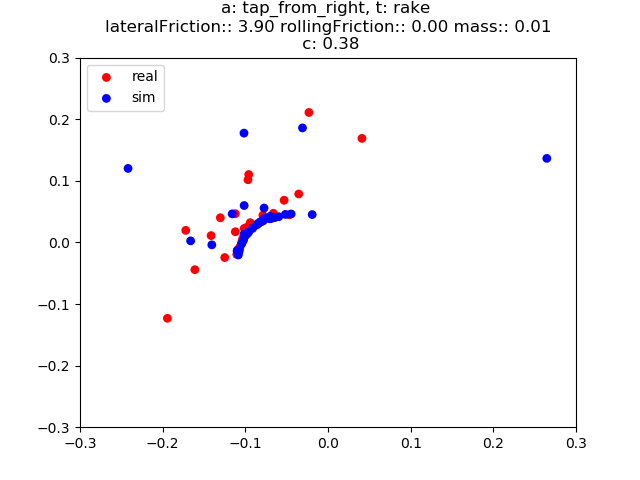 a: tap_from_right, t: rake
lateralFriction:: 3.90 rollingFriction:: 0.00 mass:: 0.01
c: 0.38
real
sim
0.3
0.2
0.1
0.0
−0.1
−0.2
−0.3
−0.3 −0.2 −0.1 0.0 0.1 0.2 0.3